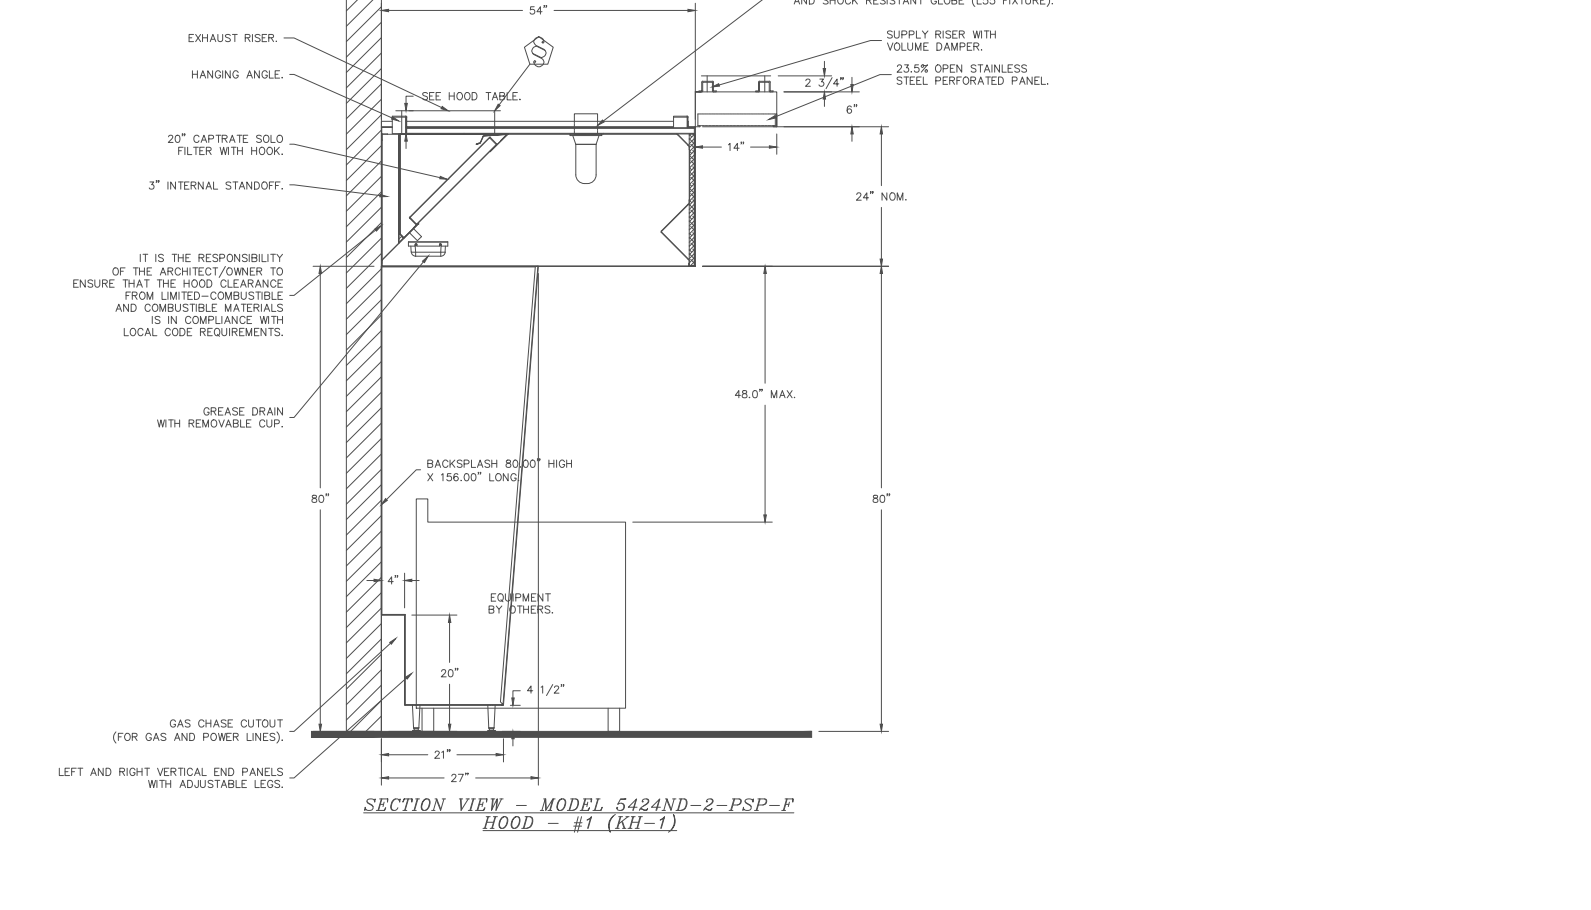 AND SHOCK RESISTANT GLOBE (L55 FIXTURE).
54"
EXHAUST RISER.
SUPPLY RISER WITH
VOLUME DAMPER.
HANGING ANGLE.
23.5% OPEN STAINLESS
STEEL PERFORATED PANEL.
2 3/4"
SEE HOOD TABLE.
6"
20" CAPTRATE SOLO
FILTER WITH HOOK.
14"
3" INTERNAL STANDOFF.
24" NOM.
IT IS THE RESPONSIBILITY
OF THE ARCHITECT/OWNER TO
ENSURE THAT THE HOOD CLEARANCE
FROM LIMITED-COMBUSTIBLE
AND COMBUSTIBLE MATERIALS
IS IN COMPLIANCE WITH
LOCAL CODE REQUIREMENTS.
48.0" MAX.
GREASE DRAIN
WITH REMOVABLE CUP.
BACKSPLASH 80.00" HIGH
X 156.00" LONG.
80"
80"
4"
EQUIPMENT
BY OTHERS.
20"
4 1/2"
GAS CHASE CUTOUT
(FOR GAS AND POWER LINES).
21"
LEFT AND RIGHT VERTICAL END PANELS
WITH ADJUSTABLE LEGS.
27"
SECTION VIEW - MODEL 5424ND-2-PSP-F
HOOD - #1 (KH-1)